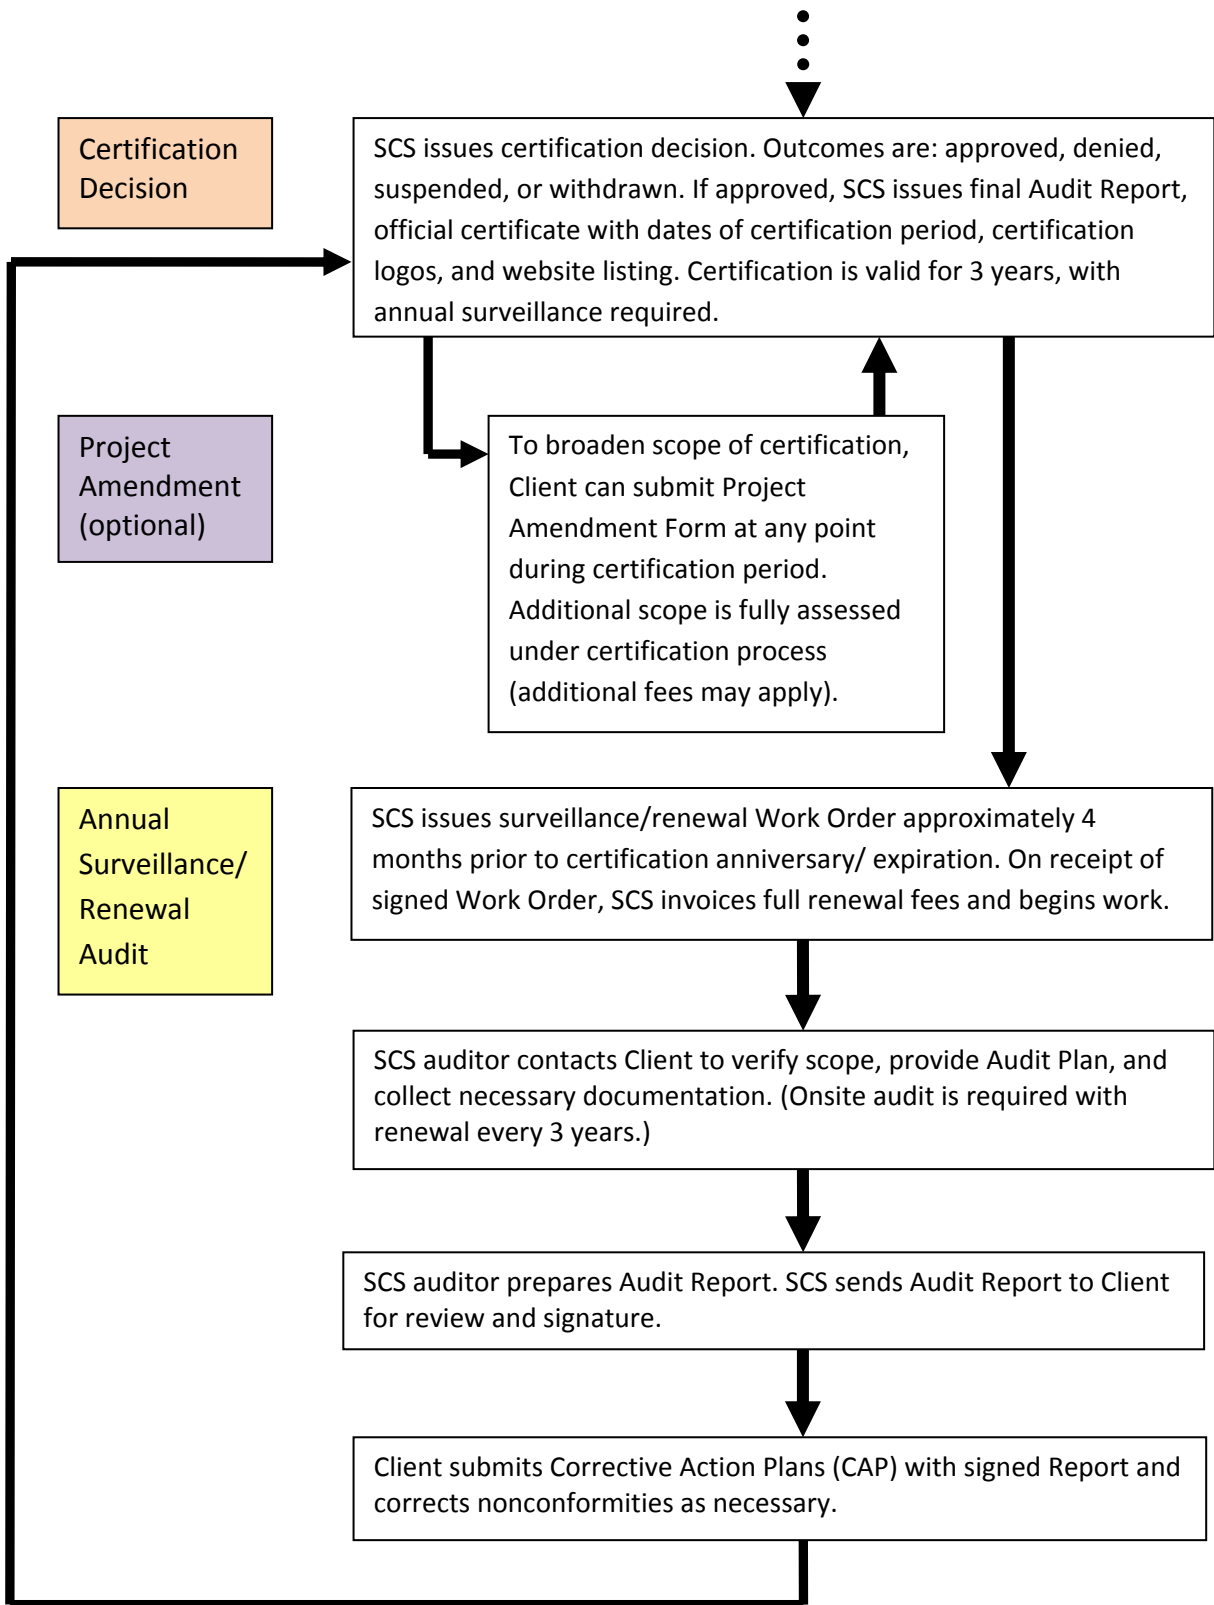 Certification
Decision
SCS issues certification decision. Outcomes are: approved, denied,
suspended, or withdrawn. If approved, SCS issues final Audit Report,
official certificate with dates of certification period, certification
logos, and website listing. Certification is valid for 3 years, with
annual surveillance required.
Project
Amendment
(optional)
To broaden scope of certification,
Client can submit Project
Amendment Form at any point
during certification period.
Additional scope is fully assessed
under certification process
(additional fees may apply).
Annual
Surveillance/
Renewal
Audit
SCS issues surveillance/renewal Work Order approximately 4
months prior to certification anniversary/ expiration. On receipt of
signed Work Order, SCS invoices full renewal fees and begins work.
SCS auditor contacts Client to verify scope, provide Audit Plan, and
collect necessary documentation. (Onsite audit is required with
renewal every 3 years.)
SCS auditor prepares Audit Report. SCS sends Audit Report to Client
for review and signature.
Client submits Corrective Action Plans (CAP) with signed Report and
corrects nonconformities as necessary.